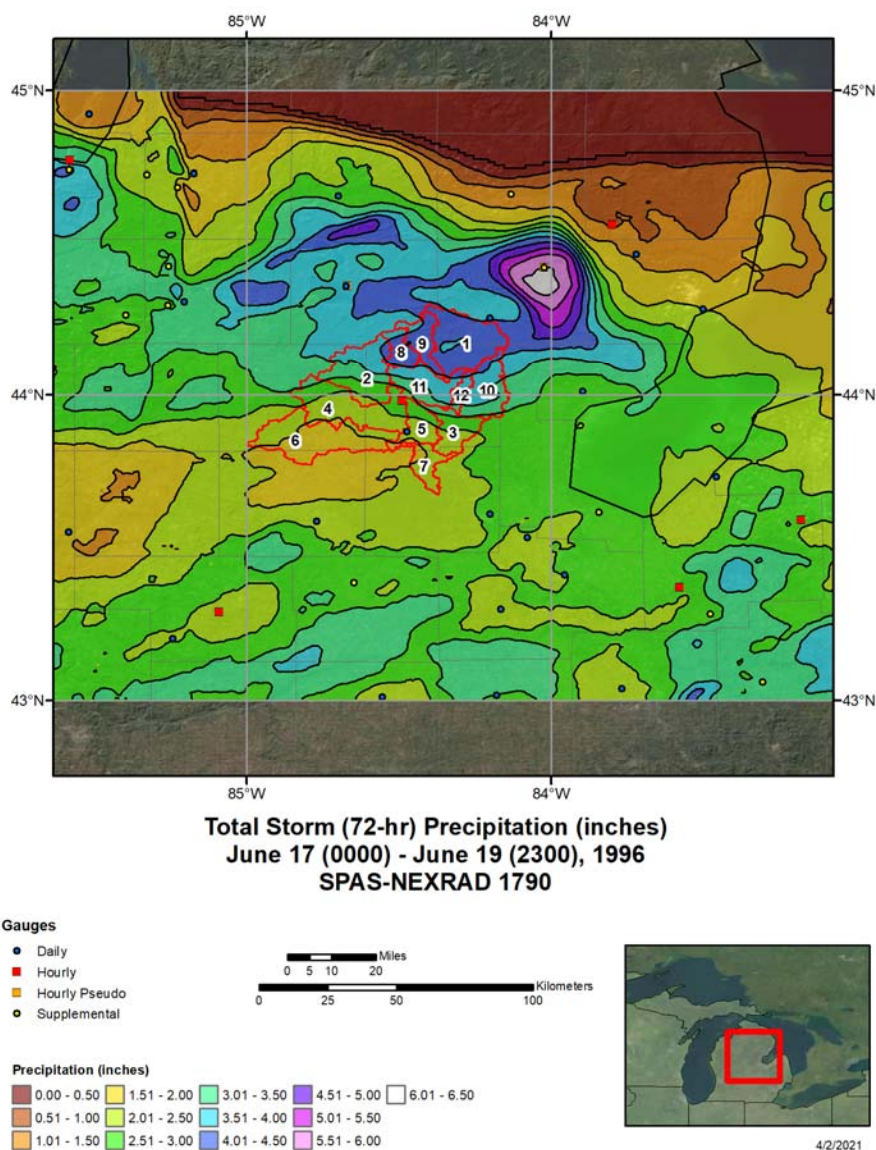 85°W 84°W
45°N 45°N
1
9
8
2
11
12
10
44°N 44°N
4
5
3
6
7
43°N 43°N
85°W 84°W
Total Storm (72-hr) Precipitation (inches)
June 17 (0000) - June 19 (2300), 1996
SPAS-NEXRAD 1790
Gauges
Daily
Hourly
Hourly Pseudo
Supplemental
Miles
0 5 10 20
Kilometers
0 25 50 100
Precipitation (inches)
0.00 - 0.50 1.51 - 2.00 3.01 - 3.50 4.51 - 5.00 6.01 - 6.50
0.51 - 1.00 2.01 - 2.50 3.51 - 4.00 5.01 - 5.50
1.01 - 1.50 2.51 - 3.00 4.01 - 4.50 5.51 - 6.00
4/2/2021